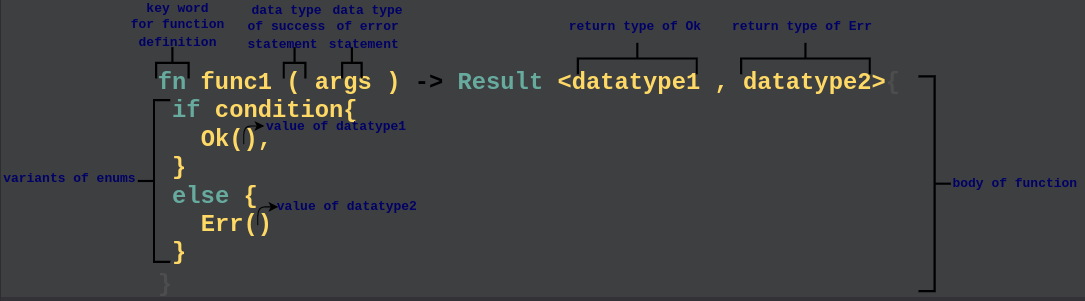 key word
for function
definition
data type
of success
statement
data type
of error
statement
return type of Ok
return type of Err
fn func1 ( args ) -> Result <datatype1 , datatype2>{
if condition{
Ok(),
value of datatype1
}
variants of enums
body of function
else {
Err()
value of datatype2
}
}